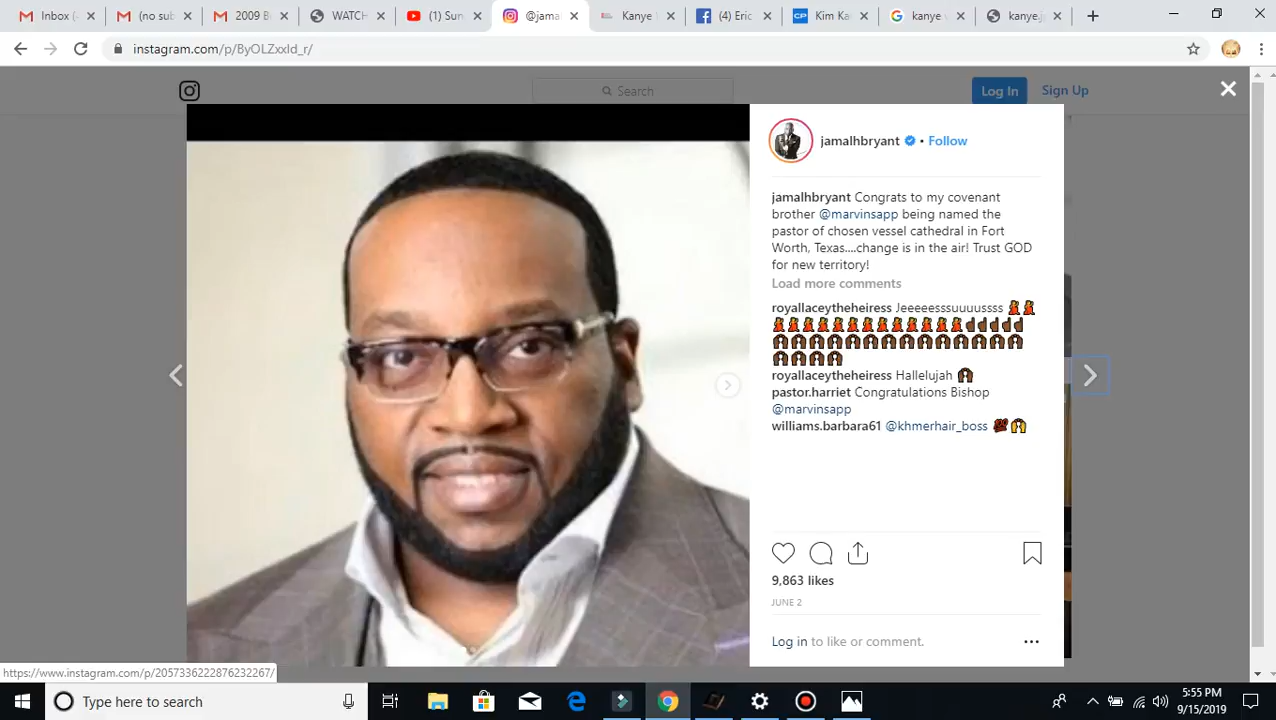 Inbox (
(no sub
2009 B
WATCH
(1) Sun
@jama
Kanye
(4) Eric
Kim Ka
kanye
kanye.
instagram.com/p/ByOLZxxld_r/
Search
Log In
Sign Up
jamalhbryant • Follow
jamalhbryant Congrats to my covenant
brother @marvinsapp being named the
pastor of chosen vessel cathedral in Fort
Worth, Texas....change is in the air! Trust GOD
for new territory!
Load more comments
royallaceytheheiress Jeeeeesssuuuussss
royallaceytheheiress Hallelujah
pastor.harriet Congratulations Bishop
@marvinsapp
williams.barbara61 @khmerhair_boss
9,863 likes
JUNE 2
Log in to like or comment.
https://www.instagram.com/p/2057336222876232267/
Type here to search
:55 PM
9/15/2019